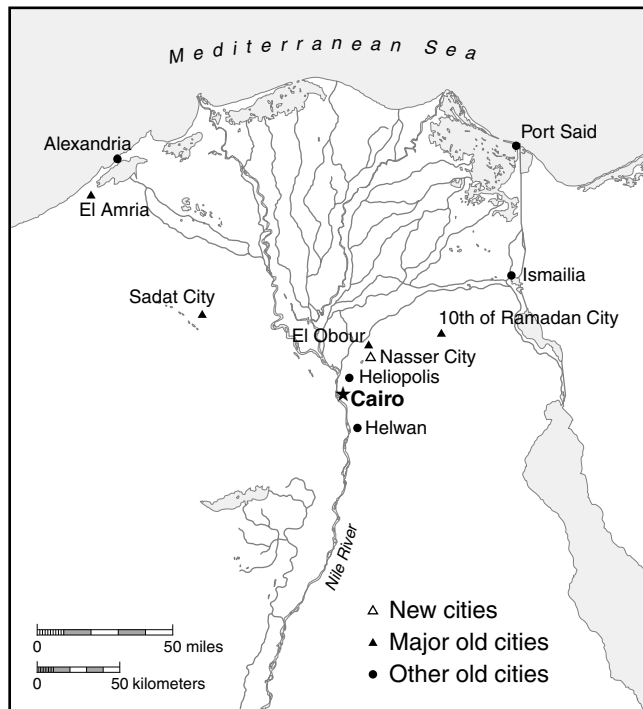 Mediterranean Sea
Alexandria
Port Said
El Amria
Ismailia
Sadat City
10th of Ramadan City
El Obour
Nasser City
Heliopolis
Cairo
Helwan
Nile River
New cities
Major old cities
Other old cities
0 50 miles
0 50 kilometers